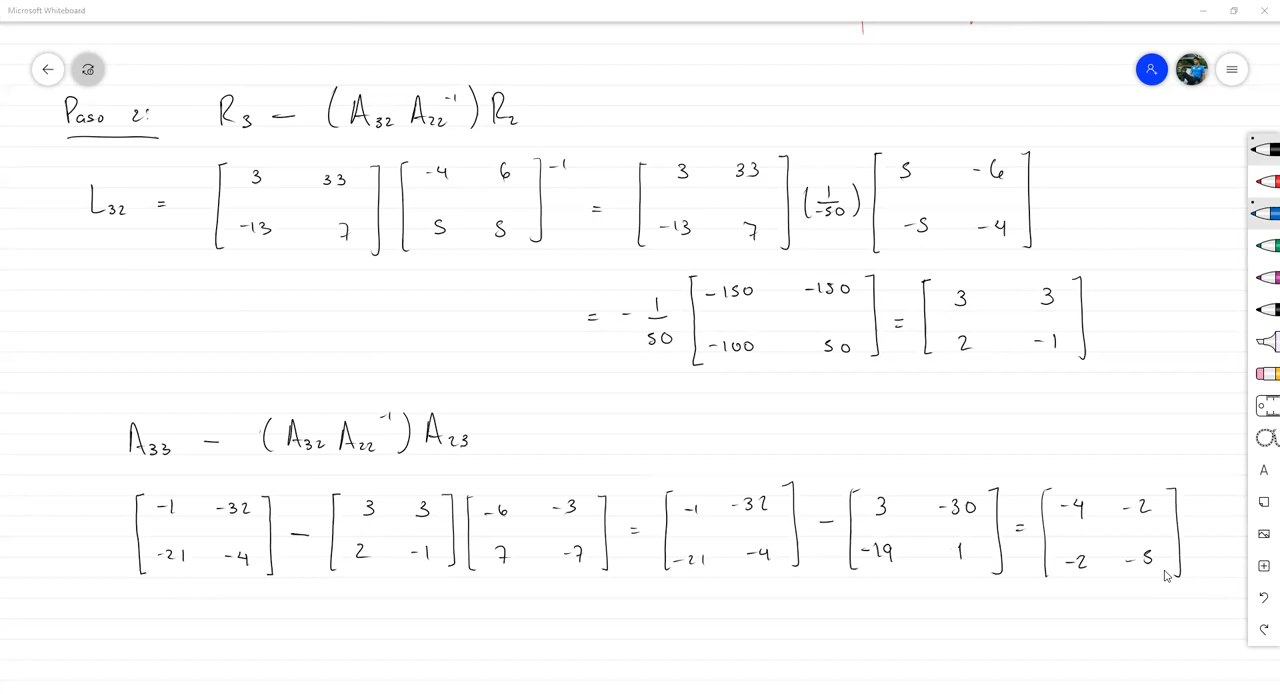 Microsoft Whiteboard
Paso 2: R₃ − (A₃₂ A₂₂⁻¹) R₂
L₃₂ = [3 33; -13 7] [-4 6; 5 5]⁻¹ = [3 33; -13 7] (1/-50) [5 -6; -5 -4]
= - 1/50 [-150 -150; -100 50] = [3 3; 2 -1]
A₃₃ − (A₃₂ A₂₂⁻¹) A₂₃
[-1 -32; -21 -4] − [3 3; 2 -1] [-6 -3; 7 -7] = [-1 -32; -21 -4] − [3 -30; -19 1] = [-4 -2; -2 -5]
A